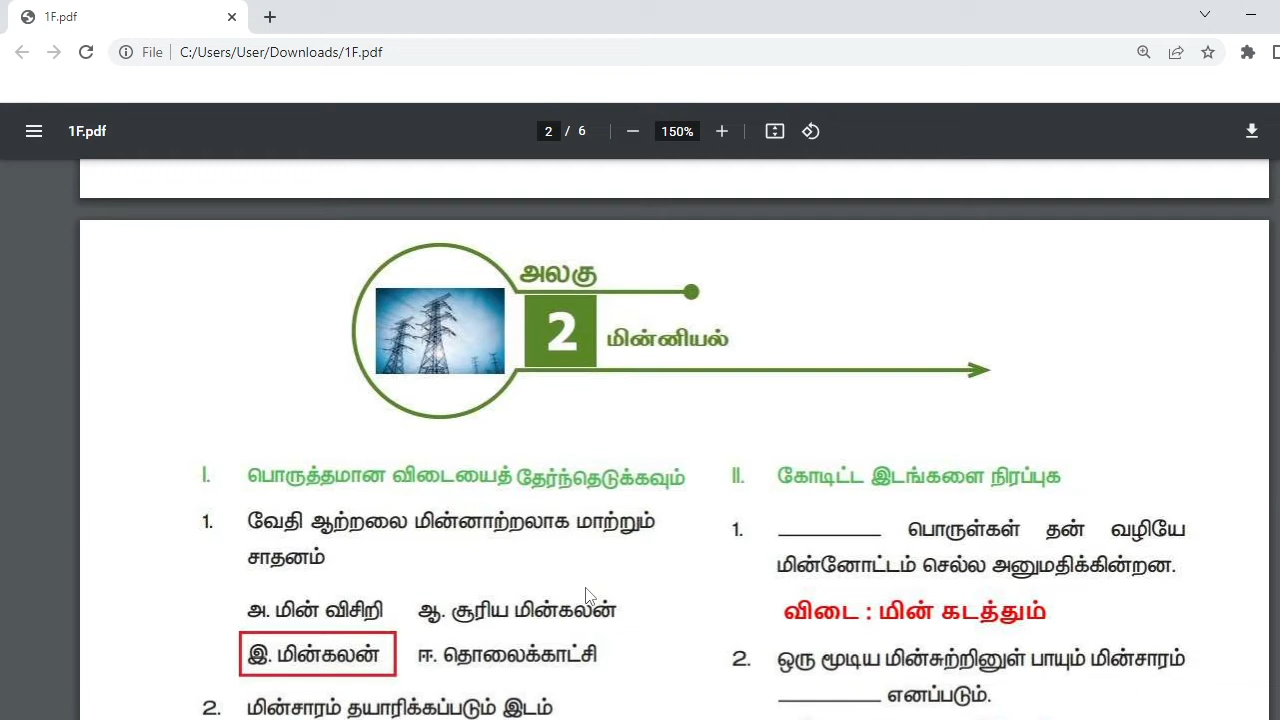 1F.pdf
File C:/Users/User/Downloads/1F.pdf
1F.pdf 2 / 6 150%
அலகு
2 மின்னியல்
I. பொருத்தமான விடையைத் தேர்ந்தெடுக்கவும்
1. வேதி ஆற்றலை மின்னாற்றலாக மாற்றும்
சாதனம்
அ. மின் விசிறி ஆ. சூரிய மின்கலன்
இ. மின்கலன் ஈ. தொலைக்காட்சி
2. மின்சாரம் தயாரிக்கப்படும் இடம்
II. கோடிட்ட இடங்களை நிரப்புக
1. ________ பொருள்கள் தன் வழியே
மின்னோட்டம் செல்ல அனுமதிக்கின்றன.
விடை : மின் கடத்தும்
2. ஒரு மூடிய மின்சுற்றினுள் பாயும் மின்சாரம்
________ எனப்படும்.